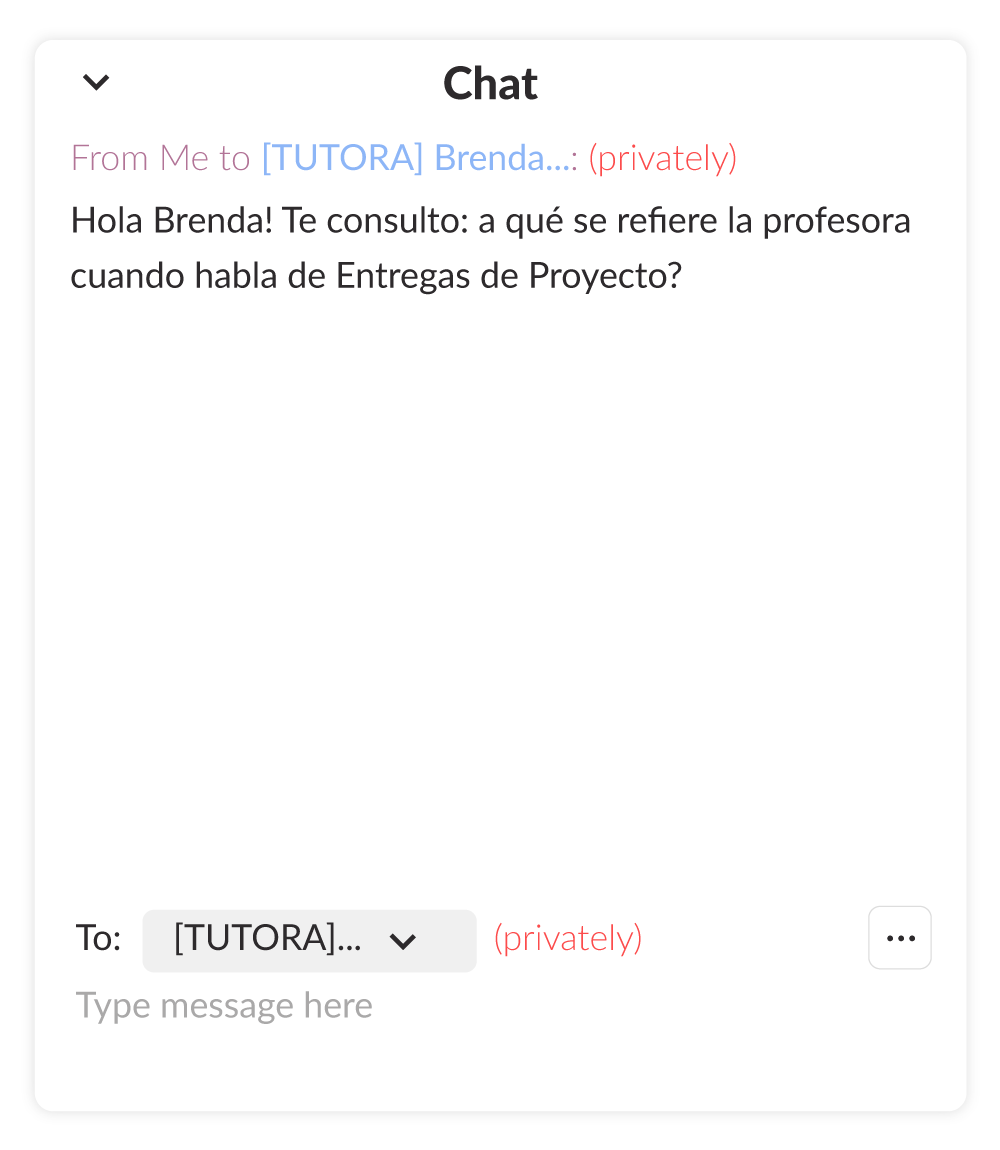 Chat
From Me to [TUTORA] Brenda...: (privately)
Hola Brenda! Te consulto: a qué se refiere la profesora
cuando habla de Entregas de Proyecto?
To: [TUTORA]... (privately)
Type message here